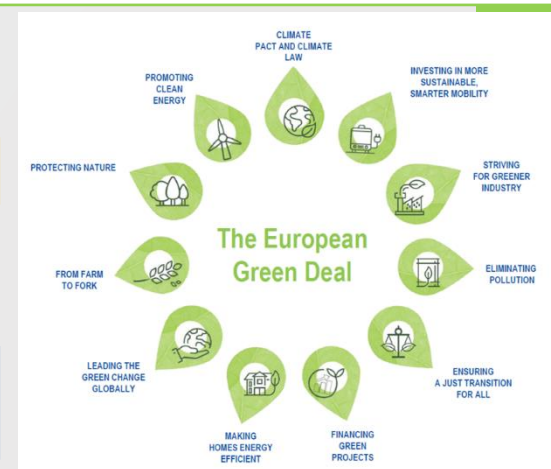 CLIMATE
PACT AND CLIMATE
LAW
INVESTING IN MORE
SUSTAINABLE,
SMARTER MOBILITY
STRIVING
FOR GREENER
INDUSTRY
ELIMINATING
POLLUTION
ENSURING
A JUST TRANSITION
FOR ALL
FINANCING
GREEN
PROJECTS
MAKING
HOMES ENERGY
EFFICIENT
LEADING THE
GREEN CHANGE
GLOBALLY
FROM FARM
TO FORK
PROTECTING NATURE
PROMOTING
CLEAN
ENERGY
The European
Green Deal